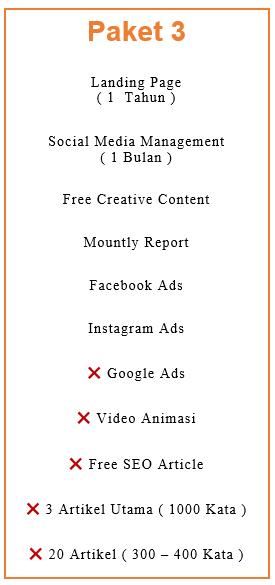 Paket 3
Landing Page
( 1 Tahun )
Social Media Management
( 1 Bulan )
Free Creative Content
Mountly Report
Facebook Ads
Instagram Ads
❌ Google Ads
❌ Video Animasi
❌ Free SEO Article
❌ 3 Artikel Utama ( 1000 Kata )
❌ 20 Artikel ( 300 – 400 Kata )